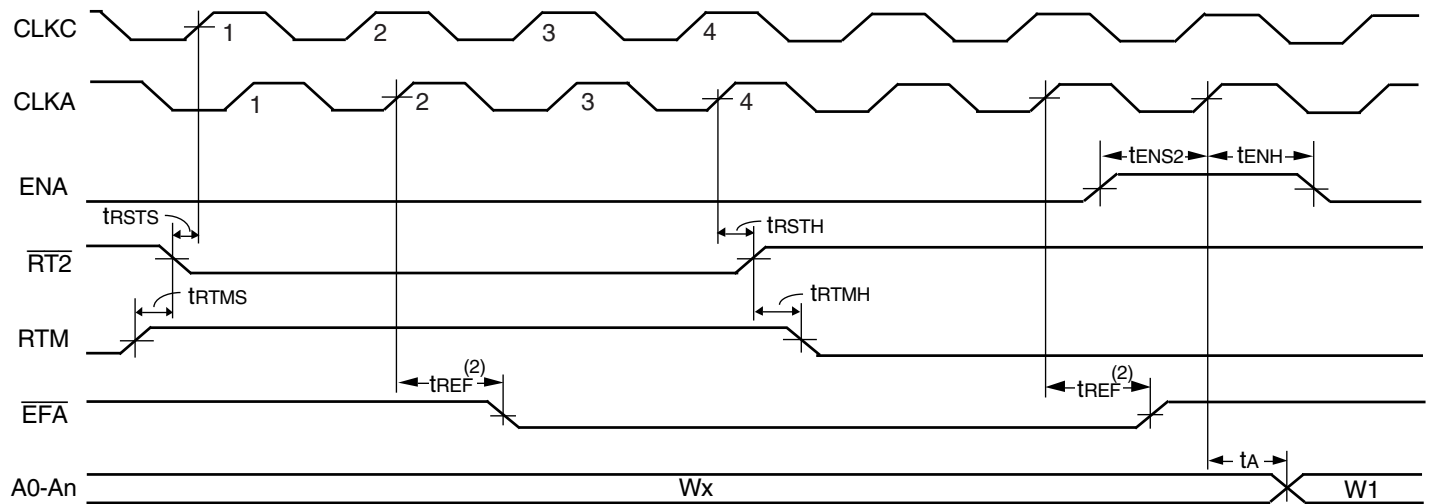 CLKC 1 2 3 4
CLKA 1 2 3 4
tENS2 tENH
ENA
tRSTS tRSTH
RT2
tRTMS tRTMH
RTM
tREF(2) tREF(2)
EFA
tA
A0-An Wx W1